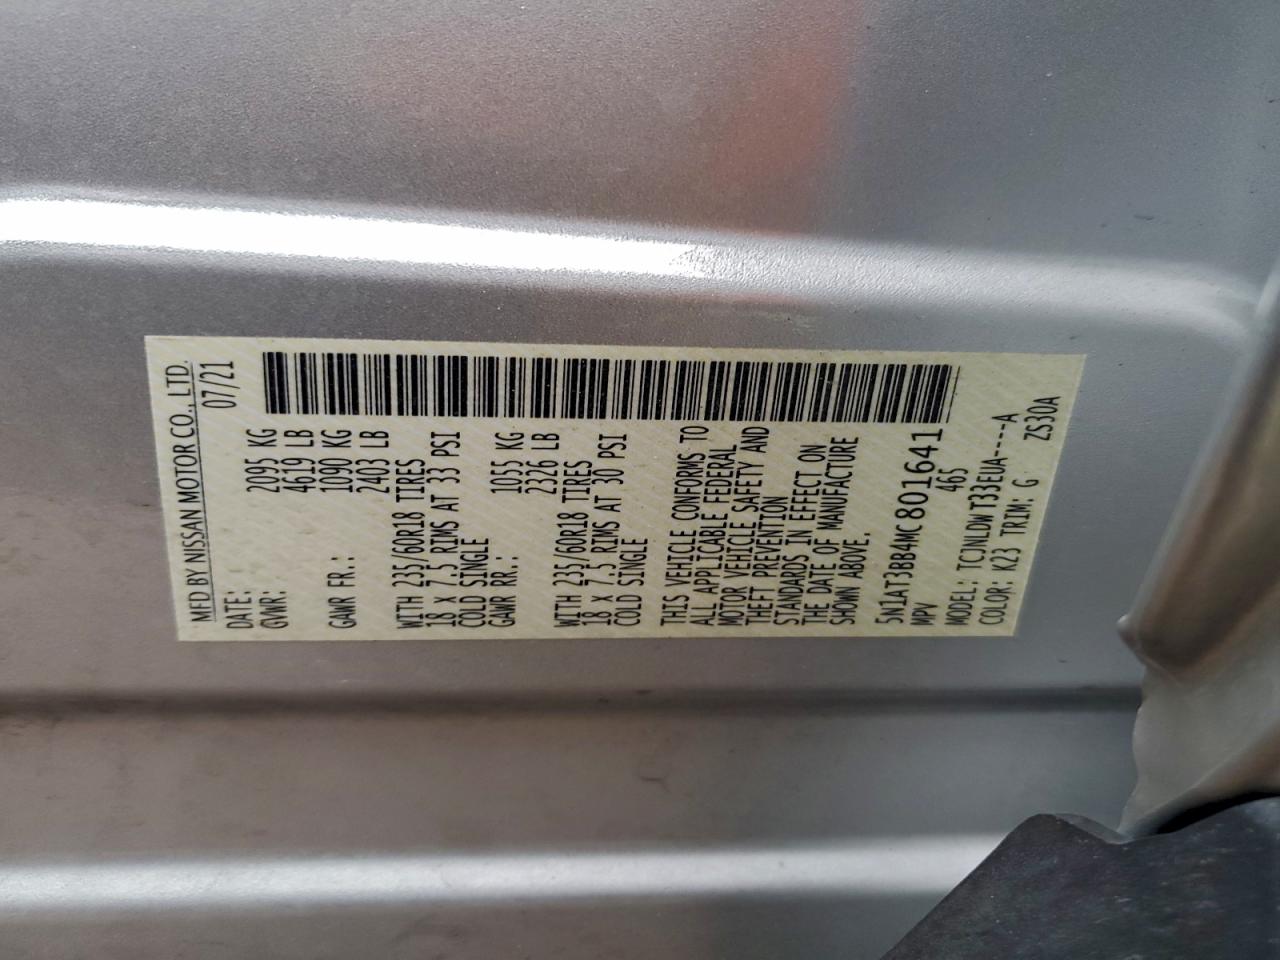 MFD BY NISSAN MOTOR CO., LTD.
DATE: 07/21
GVWR: 2095 KG
4619 LB
GAWR FR.: 1090 KG
2403 LB
WITH 235/60R18 TIRES
18 X 7.5 RIMS AT 33 PSI
COLD SINGLE
GAWR RR.: 1055 KG
2326 LB
WITH 235/60R18 TIRES
18 X 7.5 RIMS AT 30 PSI
COLD SINGLE
THIS VEHICLE CONFORMS TO
ALL APPLICABLE FEDERAL
MOTOR VEHICLE SAFETY AND
THEFT PREVENTION
STANDARDS IN EFFECT ON
THE DATE OF MANUFACTURE
SHOWN ABOVE.
5N1AT3BB4MC801641
MPV 465
MODEL: TCJNLDW T33EUA----A
COLOR: K23 TRIM: G ZS30A